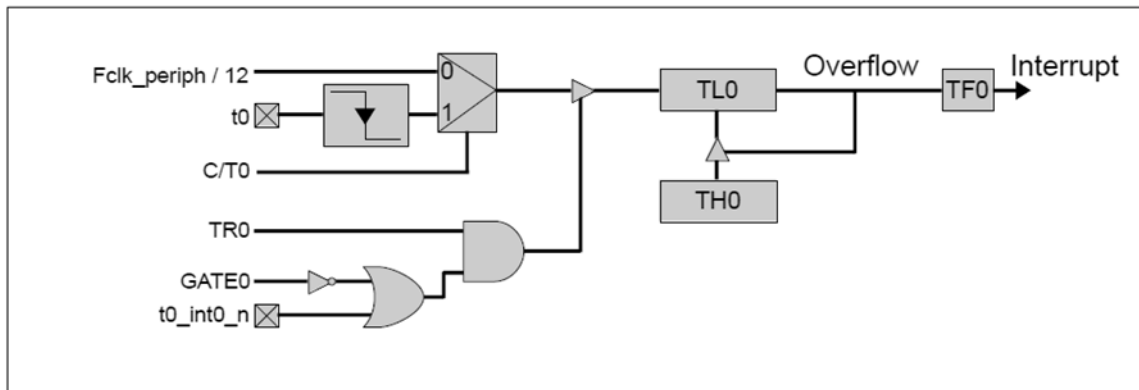 Fclk_periph / 12
0
t0
1
C/T0
TR0
GATE0
t0_int0_n
TL0
TH0
Overflow
TF0
Interrupt